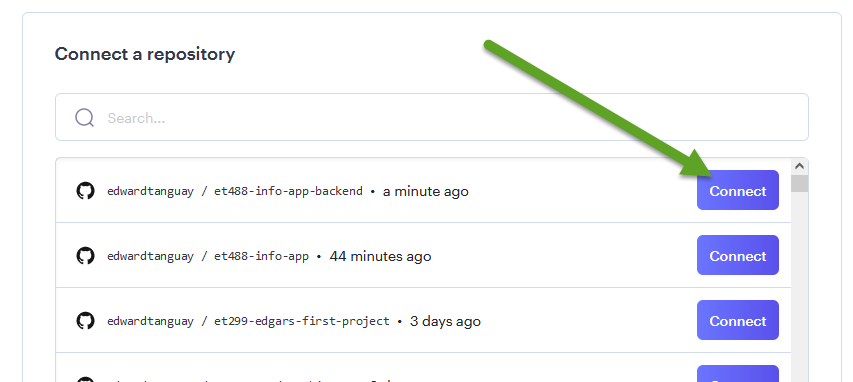 Connect a repository
Search...
edwardtanguay / et488-info-app-backend • a minute ago Connect
edwardtanguay / et488-info-app • 44 minutes ago Connect
edwardtanguay / et299-edgars-first-project • 3 days ago Connect